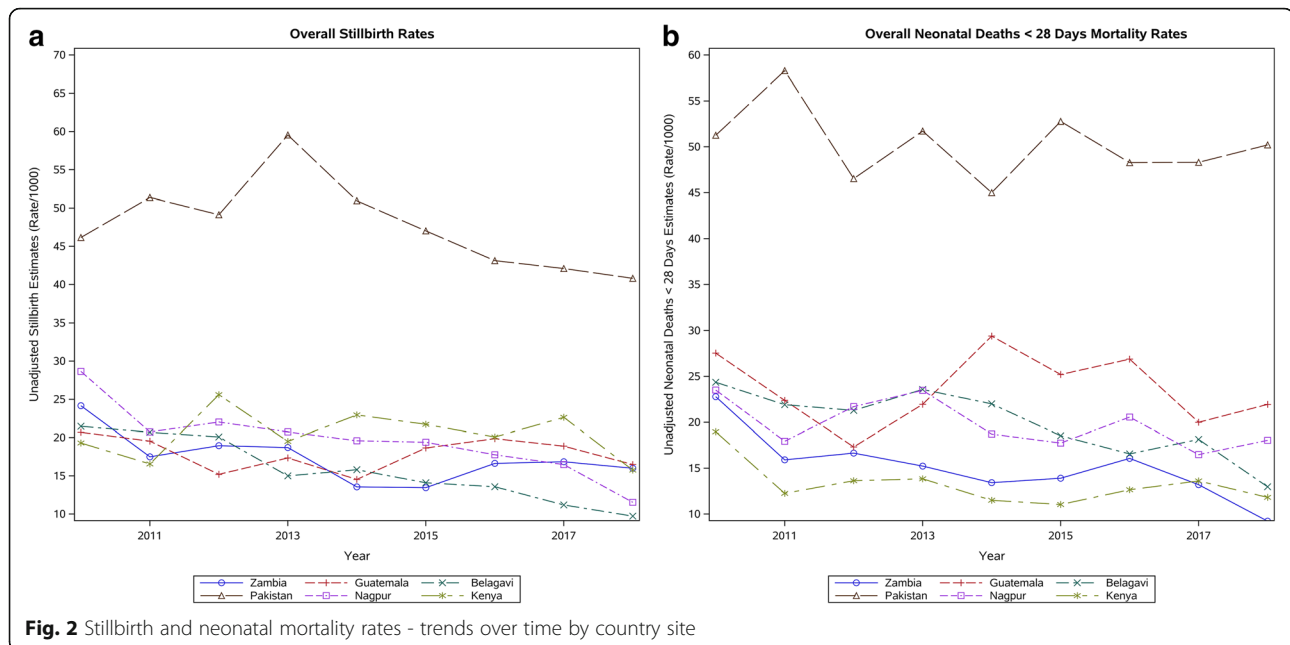 a
Overall Stillbirth Rates
Unadjusted Stillbirth Estimates (Rate/1000)
70
65
60
55
50
45
40
35
30
25
20
15
10
2011 2013 2015 2017
Year
Zambia Guatemala Belagavi
Pakistan Nagpur Kenya
b
Overall Neonatal Deaths < 28 Days Mortality Rates
Unadjusted Neonatal Deaths < 28 Days Estimates (Rate/1000)
60
55
50
45
40
35
30
25
20
15
10
2011 2013 2015 2017
Year
Zambia Guatemala Belagavi
Pakistan Nagpur Kenya
Fig. 2 Stillbirth and neonatal mortality rates - trends over time by country site